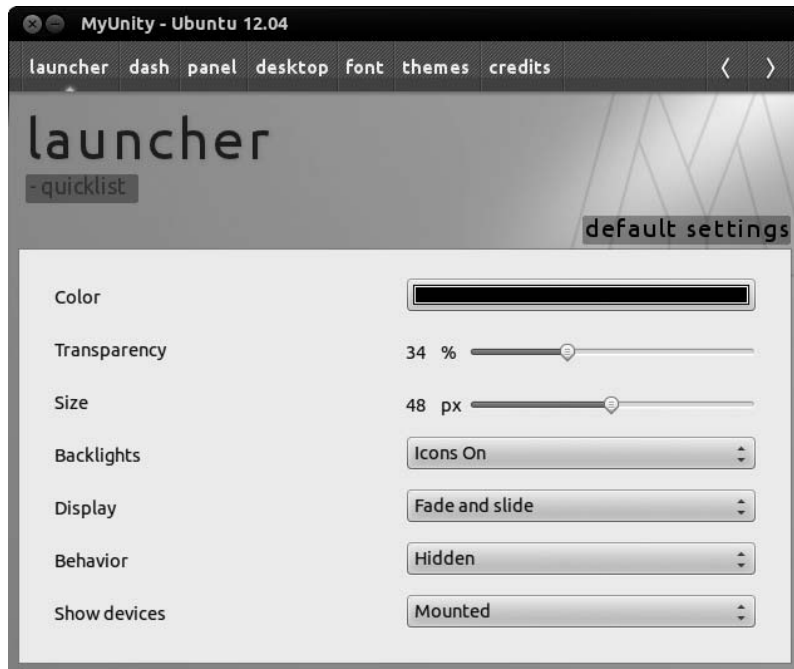 MyUnity - Ubuntu 12.04
launcher dash panel desktop font themes credits
launcher
- quicklist
default settings
Color
Transparency 34 %
Size 48 px
Backlights Icons On
Display Fade and slide
Behavior Hidden
Show devices Mounted